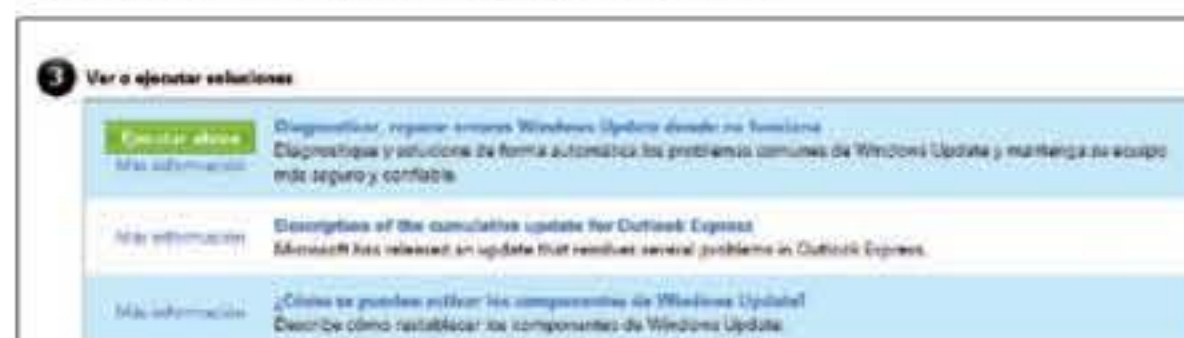 3 Ver o ejecutar soluciones
Ejecutar ahora
Más información
Diagnosticar, reparar errores Windows Update donde no funciona
Diagnostique y solucione de forma automática los problemas comunes de Windows Update y mantenga su equipo
más seguro y confiable.
Más información
Description of the cumulative update for Outlook Express
Microsoft has released an update that resolves several problems in Outlook Express.
Más información
¿Cómo se pueden activar los componentes de Windows Update?
Describe cómo restablecer los componentes de Windows Update.